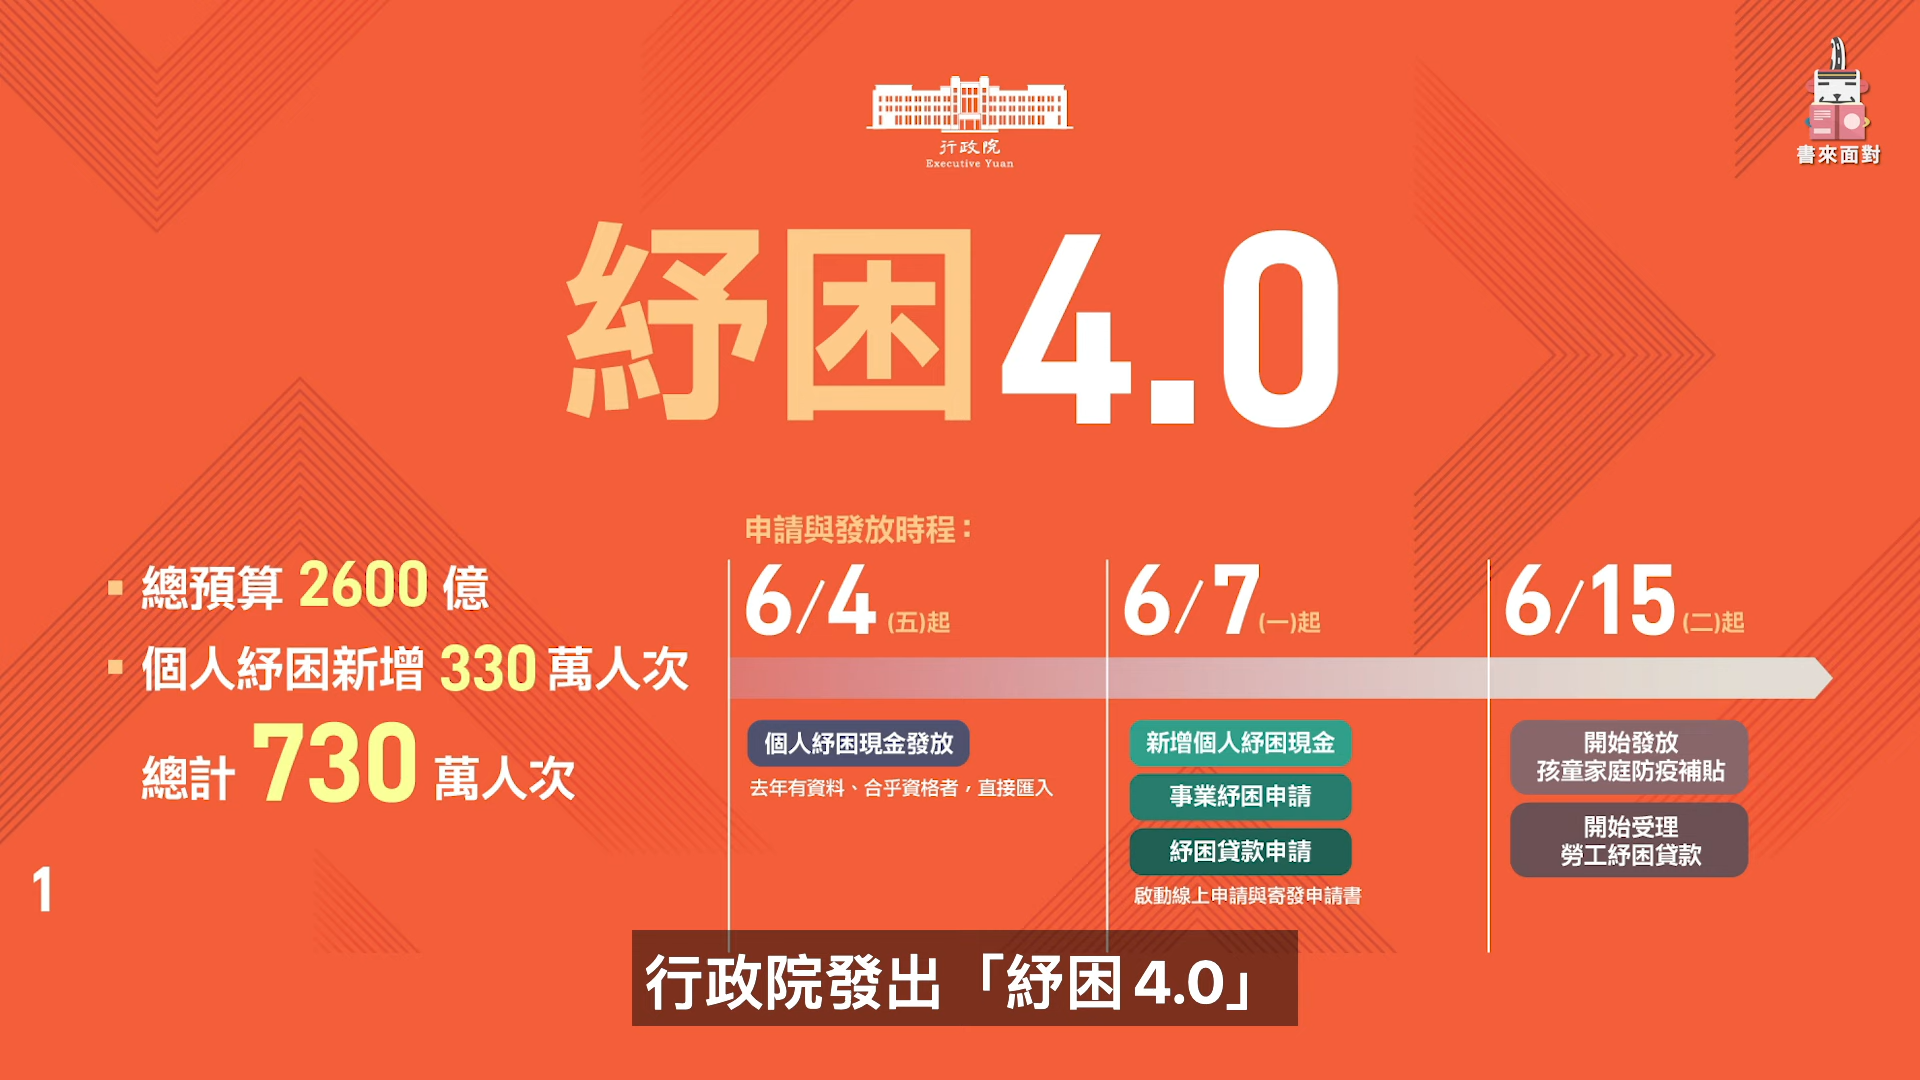 行政院
Executive Yuan
書來面對
紓困4.0
總預算 2600 億
個人紓困新增 330 萬人次
總計 730 萬人次
申請與發放時程：
6/4 (五)起
個人紓困現金發放
去年有資料、合乎資格者，直接匯入
6/7 (一)起
新增個人紓困現金
事業紓困申請
紓困貸款申請
啟動線上申請與寄發申請書
6/15 (二)起
開始發放
孩童家庭防疫補貼
開始受理
勞工紓困貸款
1
行政院發出「紓困4.0」